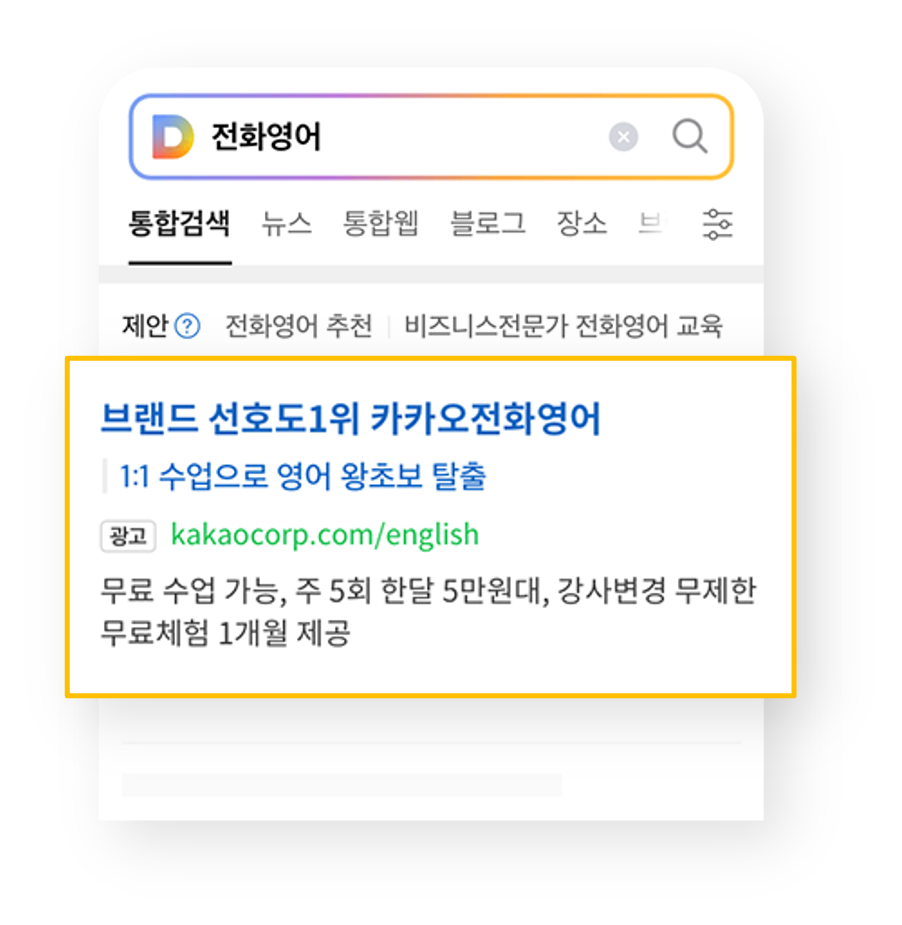 D 전화영어
통합검색 뉴스 통합웹 블로그 장소 브
제안 ? 전화영어 추천 비즈니스전문가 전화영어 교육
브랜드 선호도1위 카카오전화영어
1:1 수업으로 영어 왕초보 탈출
광고 kakaocorp.com/english
무료 수업 가능, 주 5회 한달 5만원대, 강사변경 무제한
무료체험 1개월 제공